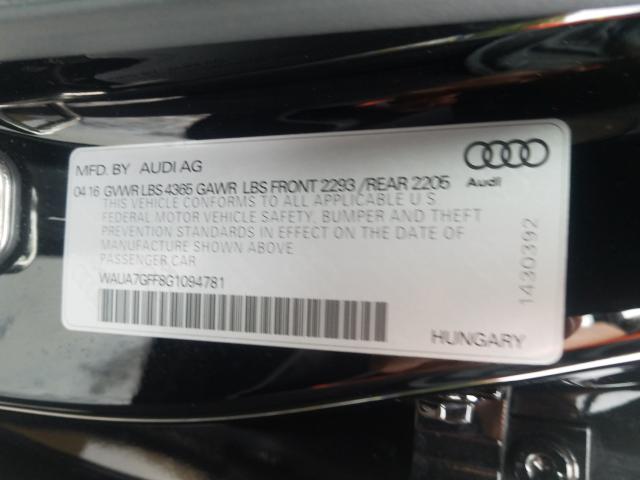 MFD. BY AUDI AG
04 16 GVWR LBS 4365 GAWR LBS FRONT 2293 / REAR 2205
THIS VEHICLE CONFORMS TO ALL APPLICABLE U S
FEDERAL MOTOR VEHICLE SAFETY, BUMPER AND THEFT
PREVENTION STANDARDS IN EFFECT ON THE DATE OF
MANUFACTURE SHOWN ABOVE
PASSENGER CAR
WAUA7GFF8G1094781
HUNGARY
Audi
1430392